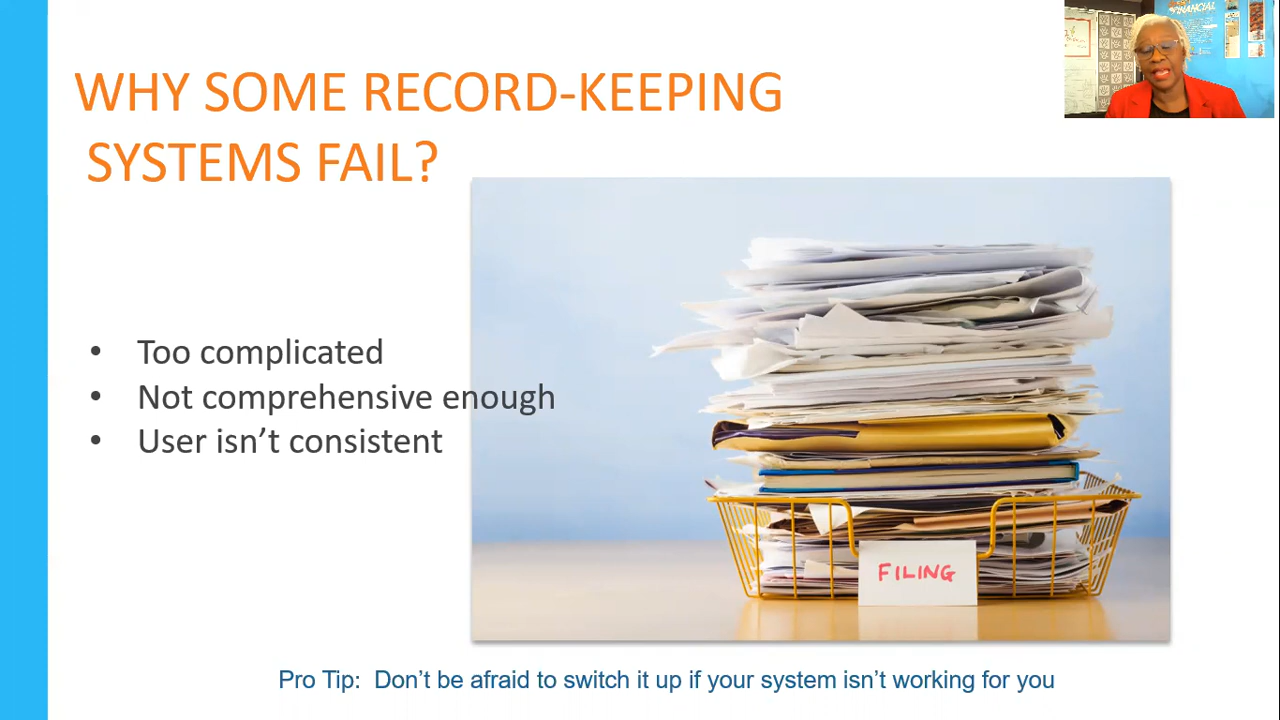 WHY SOME RECORD-KEEPING
SYSTEMS FAIL?
• Too complicated
• Not comprehensive enough
• User isn’t consistent
FILING
Pro Tip:  Don’t be afraid to switch it up if your system isn’t working for you
FINANCIAL